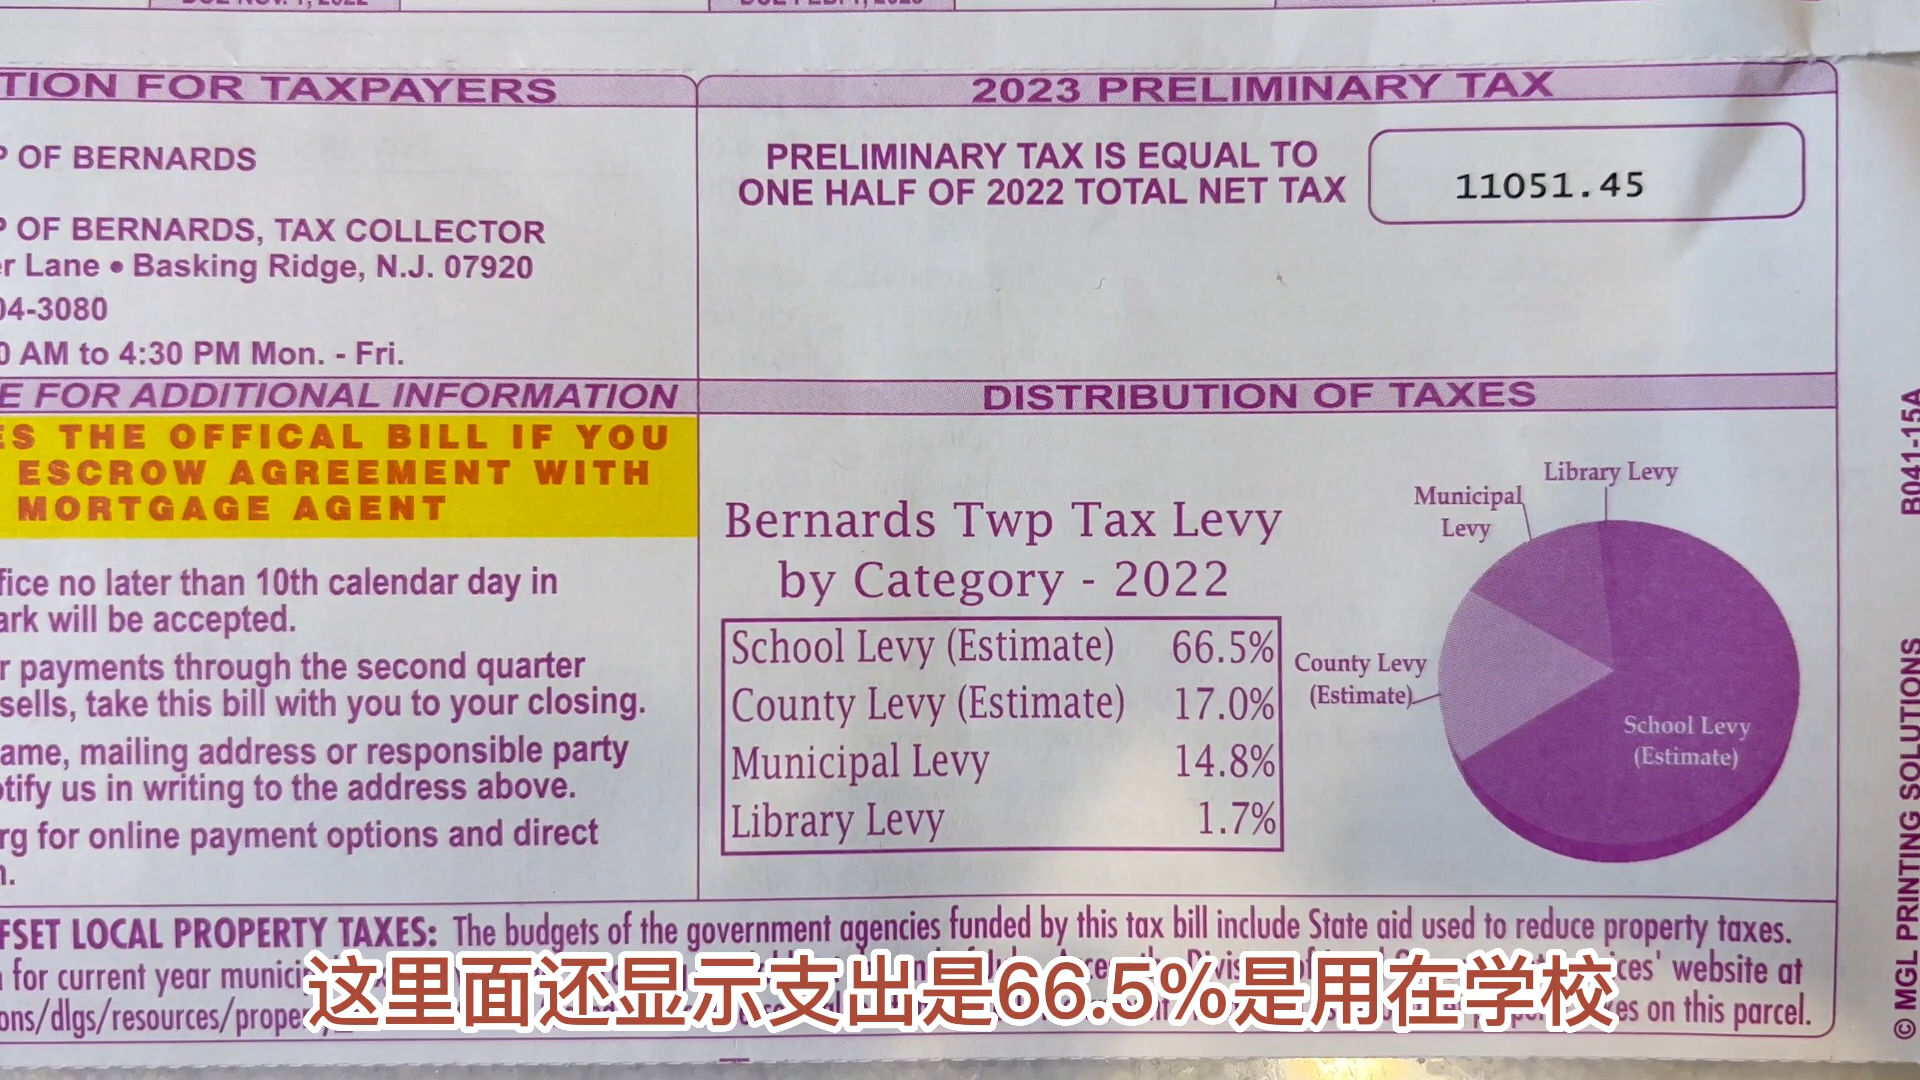 TION FOR TAXPAYERS
P OF BERNARDS
P OF BERNARDS, TAX COLLECTOR
r Lane • Basking Ridge, N.J. 07920
04-3080
0 AM to 4:30 PM Mon. - Fri.
E FOR ADDITIONAL INFORMATION
ES THE OFFICAL BILL IF YOU
ESCROW AGREEMENT WITH
MORTGAGE AGENT
fice no later than 10th calendar day in
ark will be accepted.
r payments through the second quarter
sells, take this bill with you to your closing.
ame, mailing address or responsible party
tify us in writing to the address above.
rg for online payment options and direct
2023 PRELIMINARY TAX
PRELIMINARY TAX IS EQUAL TO
ONE HALF OF 2022 TOTAL NET TAX
11051.45
DISTRIBUTION OF TAXES
Bernards Twp Tax Levy
by Category - 2022
School Levy (Estimate) 66.5%
County Levy (Estimate) 17.0%
Municipal Levy 14.8%
Library Levy 1.7%
Library Levy
Municipal
Levy
County Levy
(Estimate)
School Levy
(Estimate)
FSET LOCAL PROPERTY TAXES: The budgets of the government agencies funded by this tax bill include State aid used to reduce property taxes.
for current year
ices' website at
ons/dlgs/resources/
es on this parcel.
这里面还显示支出是66.5%是用在学校
B041-15A
© MGL PRINTING SOLUTIONS